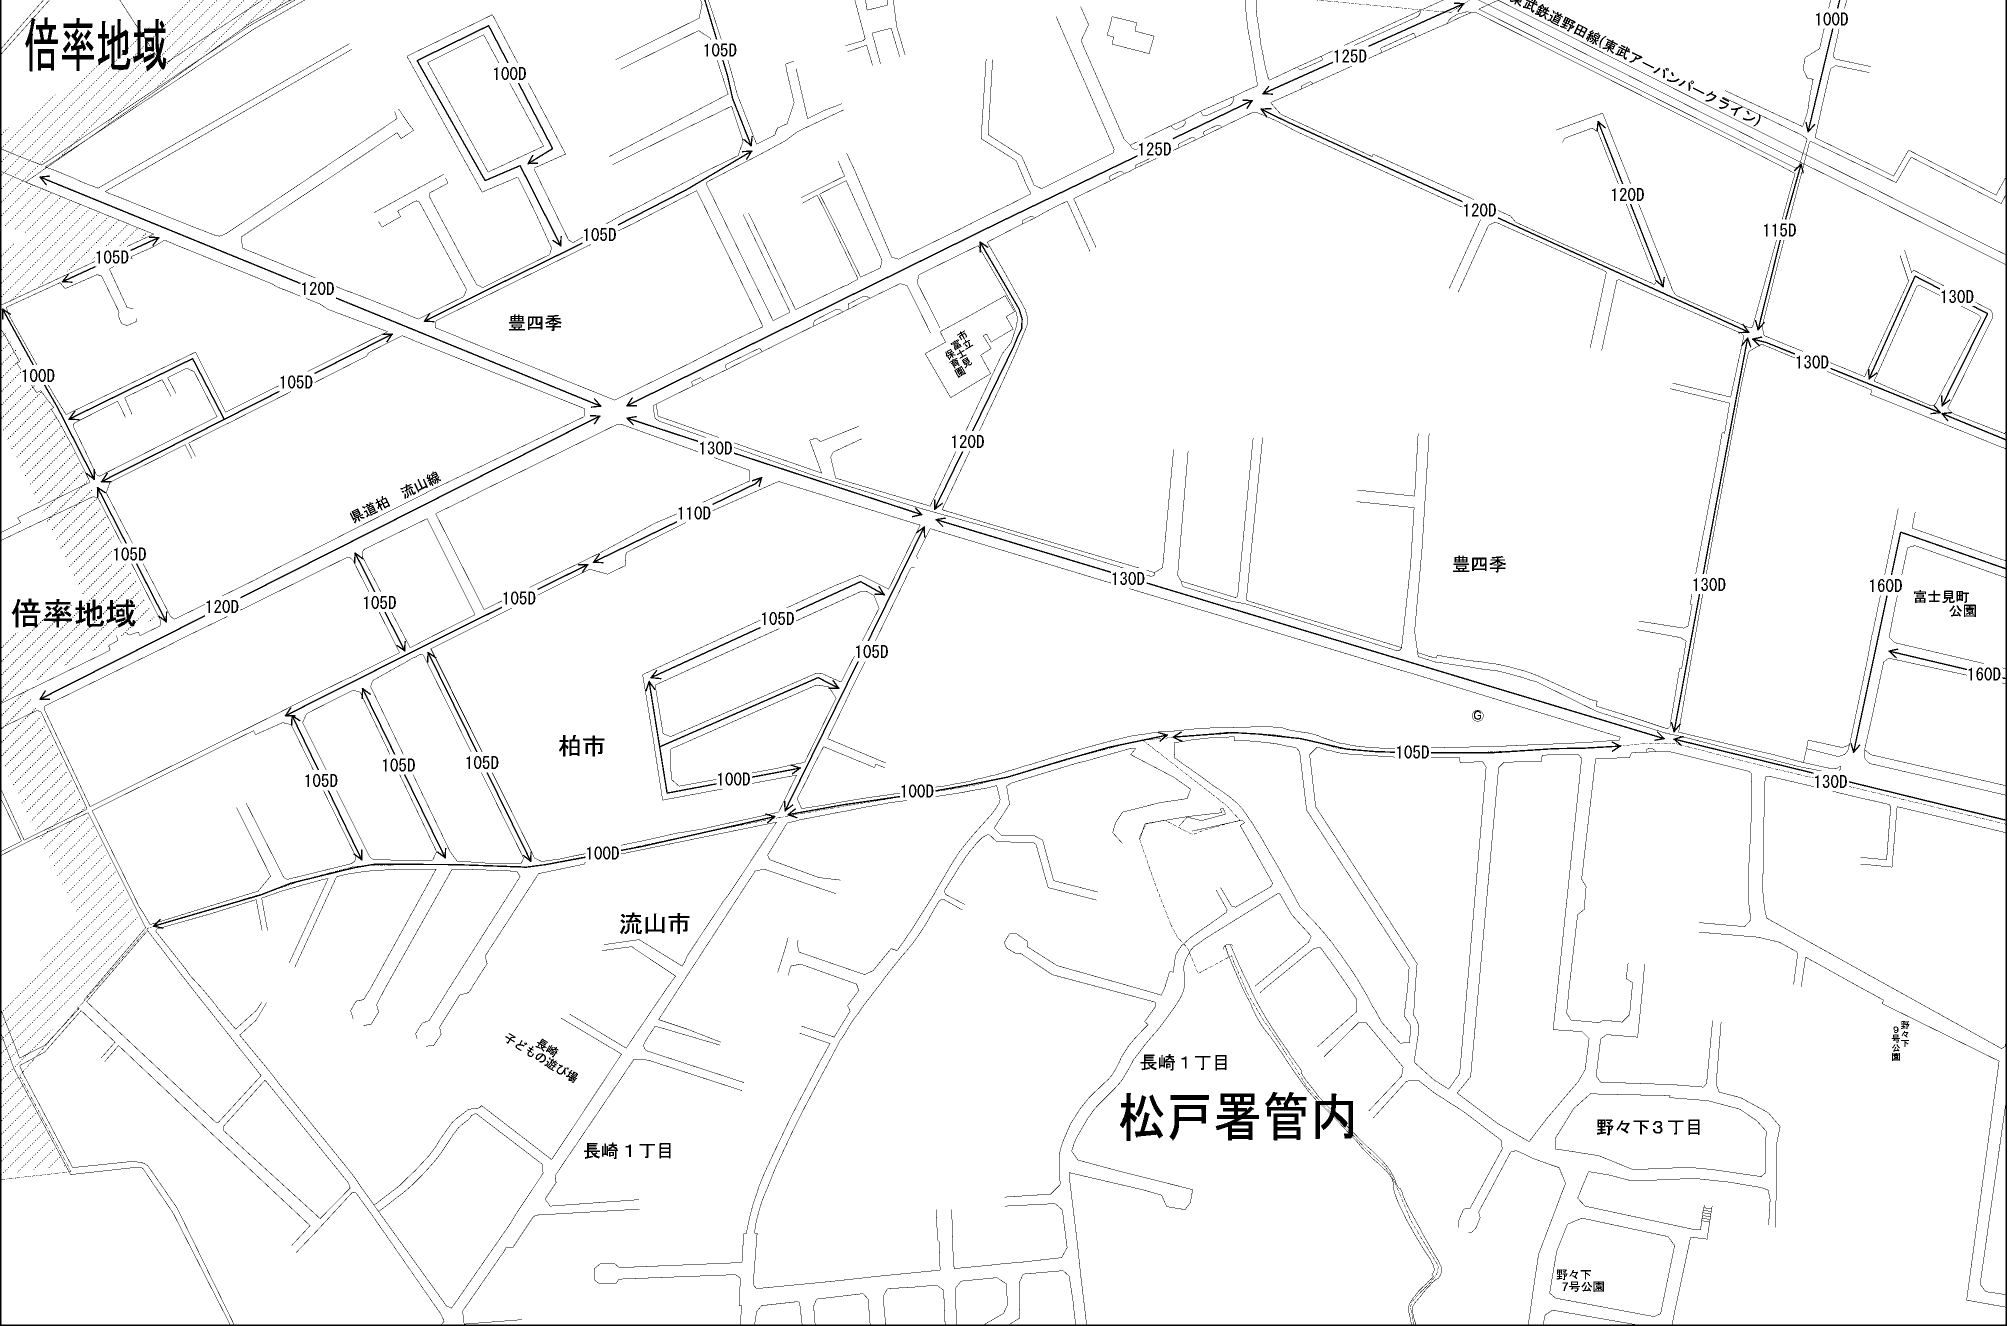 東武鉄道野田線(東武アーバンパークライン)
100D
倍率地域
105D
125D
100D
125D
120D
115D
105D
105D
120D
130D
豊四季
市立
富士見
保育園
130D
100D
105D
120D
130D
県道柏　流山線
110D
105D
豊四季
130D
130D
160D
富士見町
公園
倍率地域
120D
105D
105D
105D
105D
160D
G
柏市
105D
105D
105D
100D
100D
105D
130D
100D
流山市
長崎
子どもの遊び場
野々下
9号公園
長崎１丁目
松戸署管内
野々下３丁目
長崎１丁目
野々下
7号公園